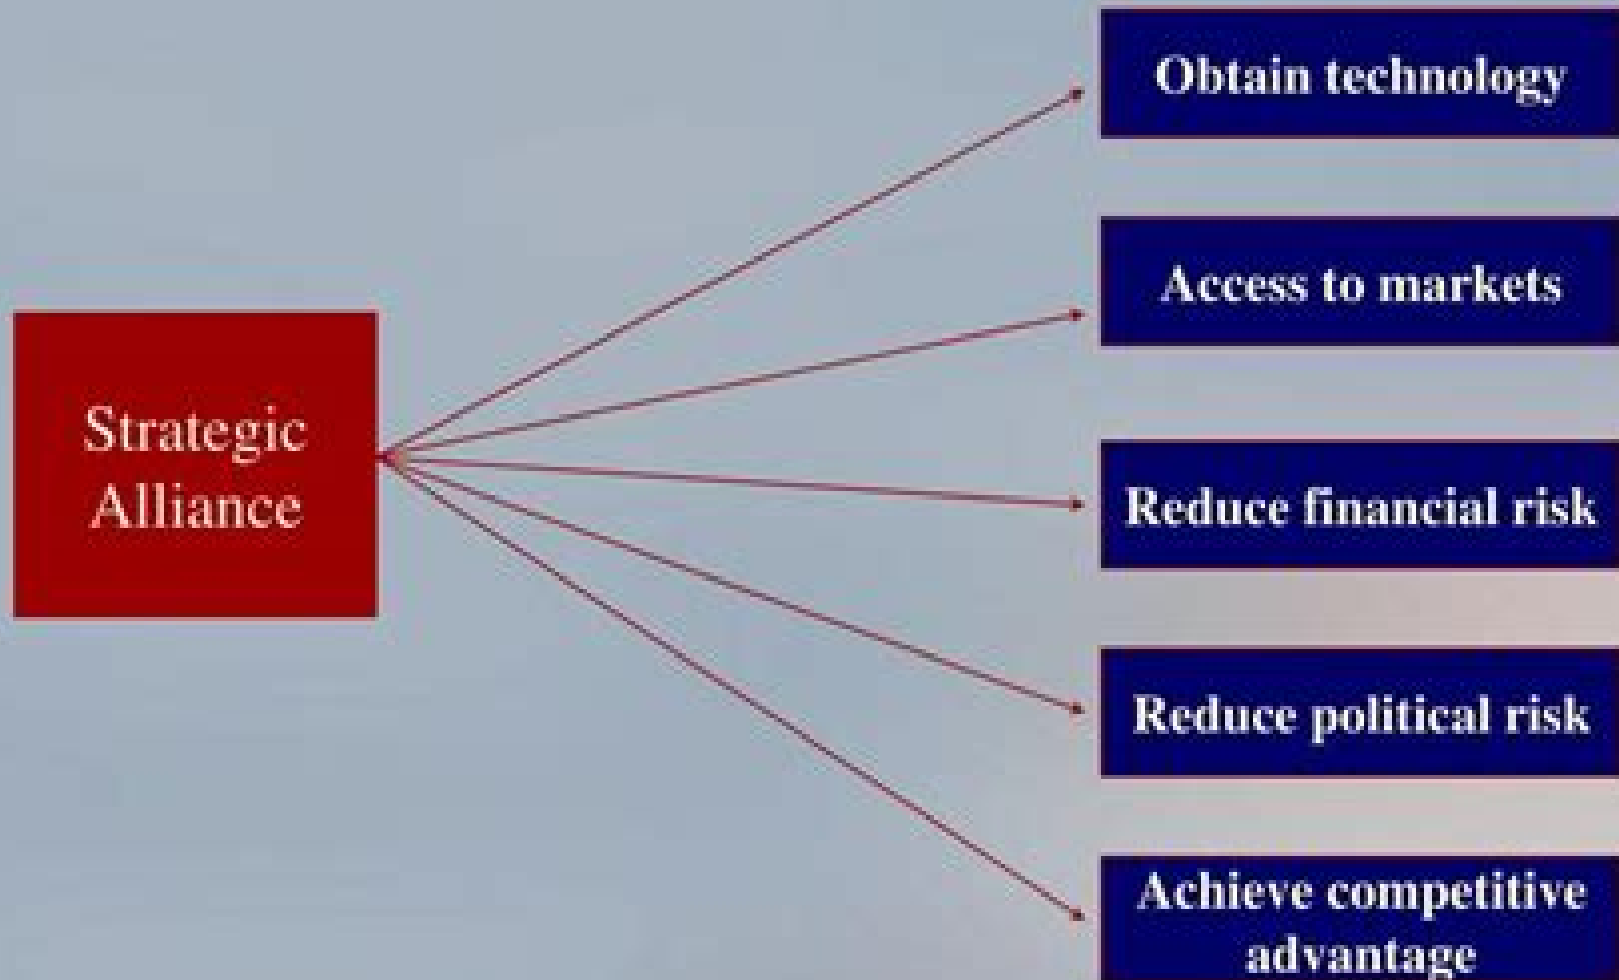 Obtain technology
Access to markets
Strategic
Alliance
Reduce financial risk
Reduce political risk
Achieve competitive
advantage